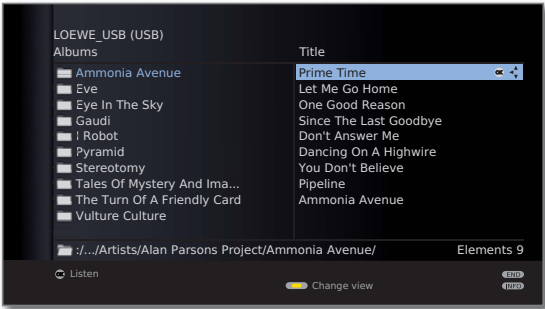 LOEWE_USB (USB)
Albums
Title
Ammonia Avenue
Eve
Eye In The Sky
Gaudi
I Robot
Pyramid
Stereotomy
Tales Of Mystery And Ima...
The Turn Of A Friendly Card
Vulture Culture
Prime Time OK
Let Me Go Home
One Good Reason
Since The Last Goodbye
Don't Answer Me
Dancing On A Highwire
You Don't Believe
Pipeline
Ammonia Avenue
:/.../Artists/Alan Parsons Project/Ammonia Avenue/
Elements 9
OK Listen
Change view
END
INFO